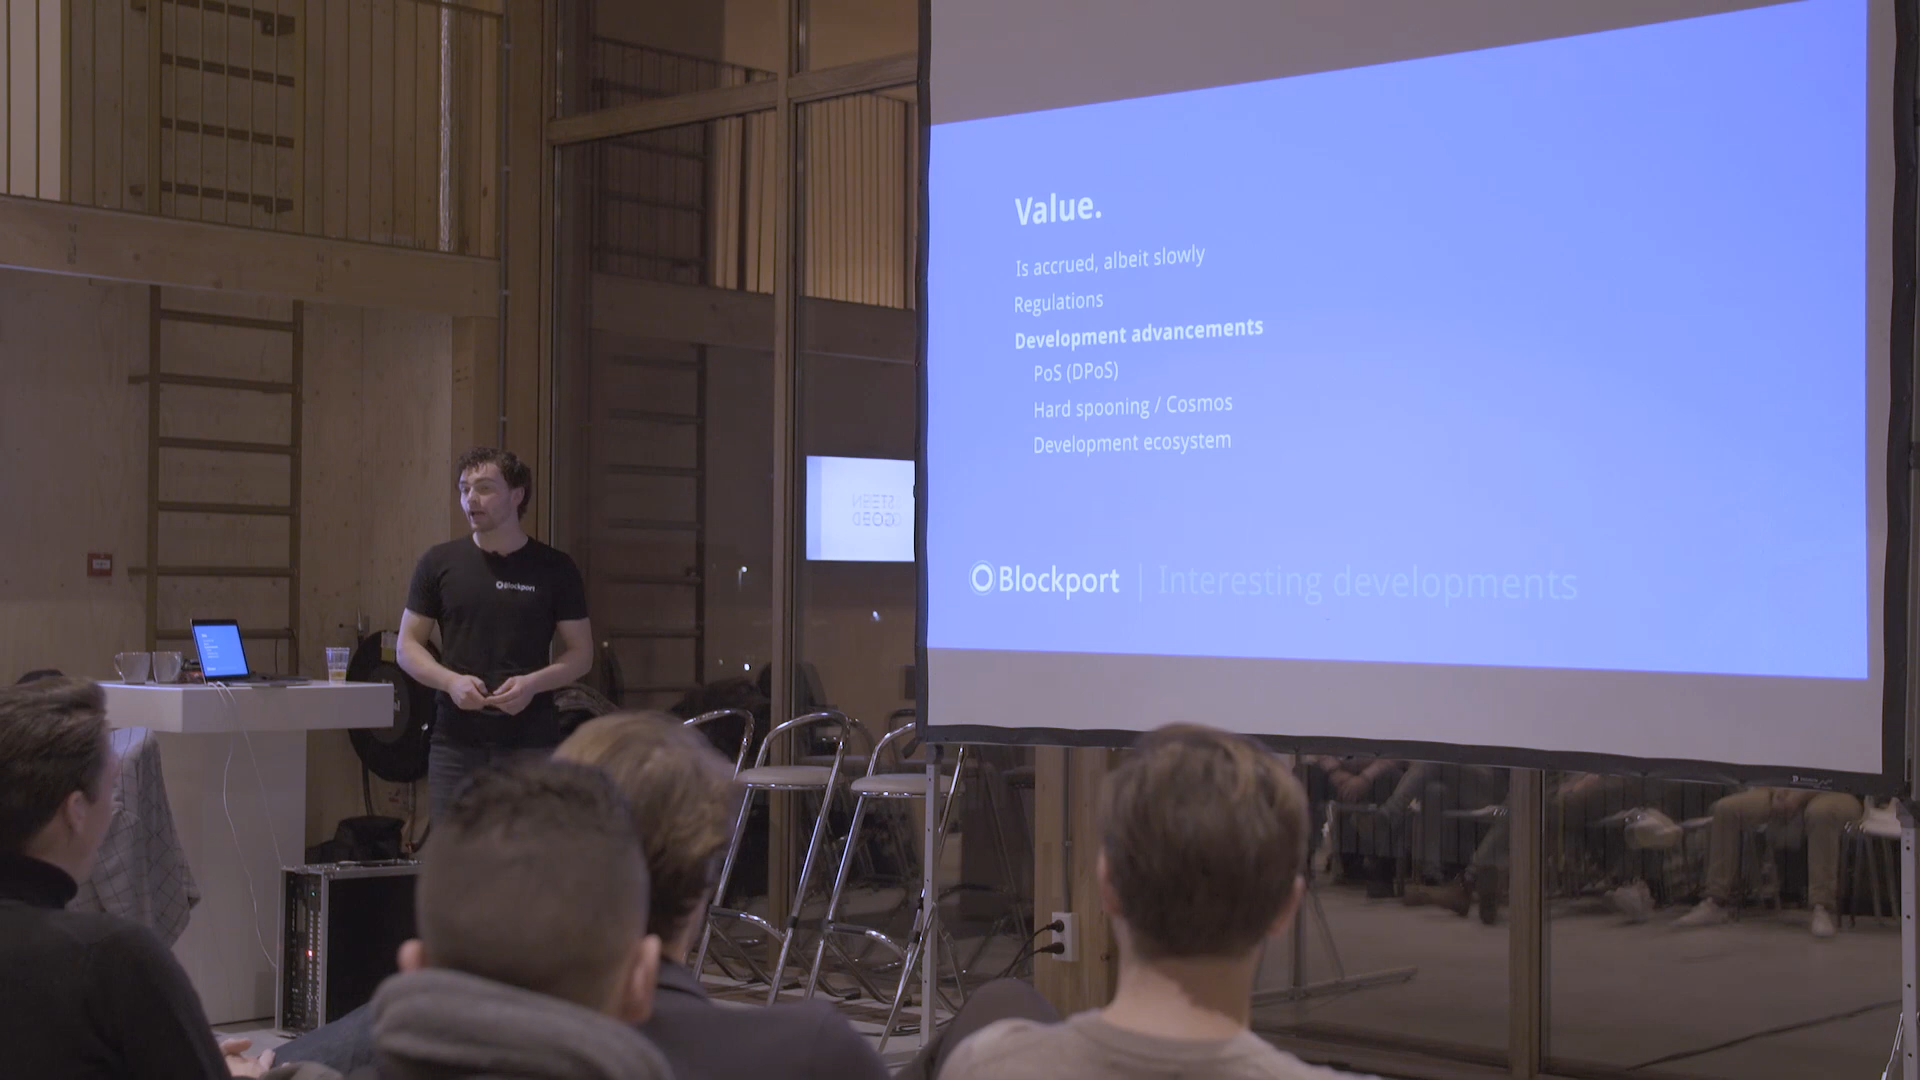 Value.
Is accrued, albeit slowly
Regulations
Development advancements
PoS (DPoS)
Hard spooning / Cosmos
Development ecosystem
Blockport | Interesting developments
Blockport